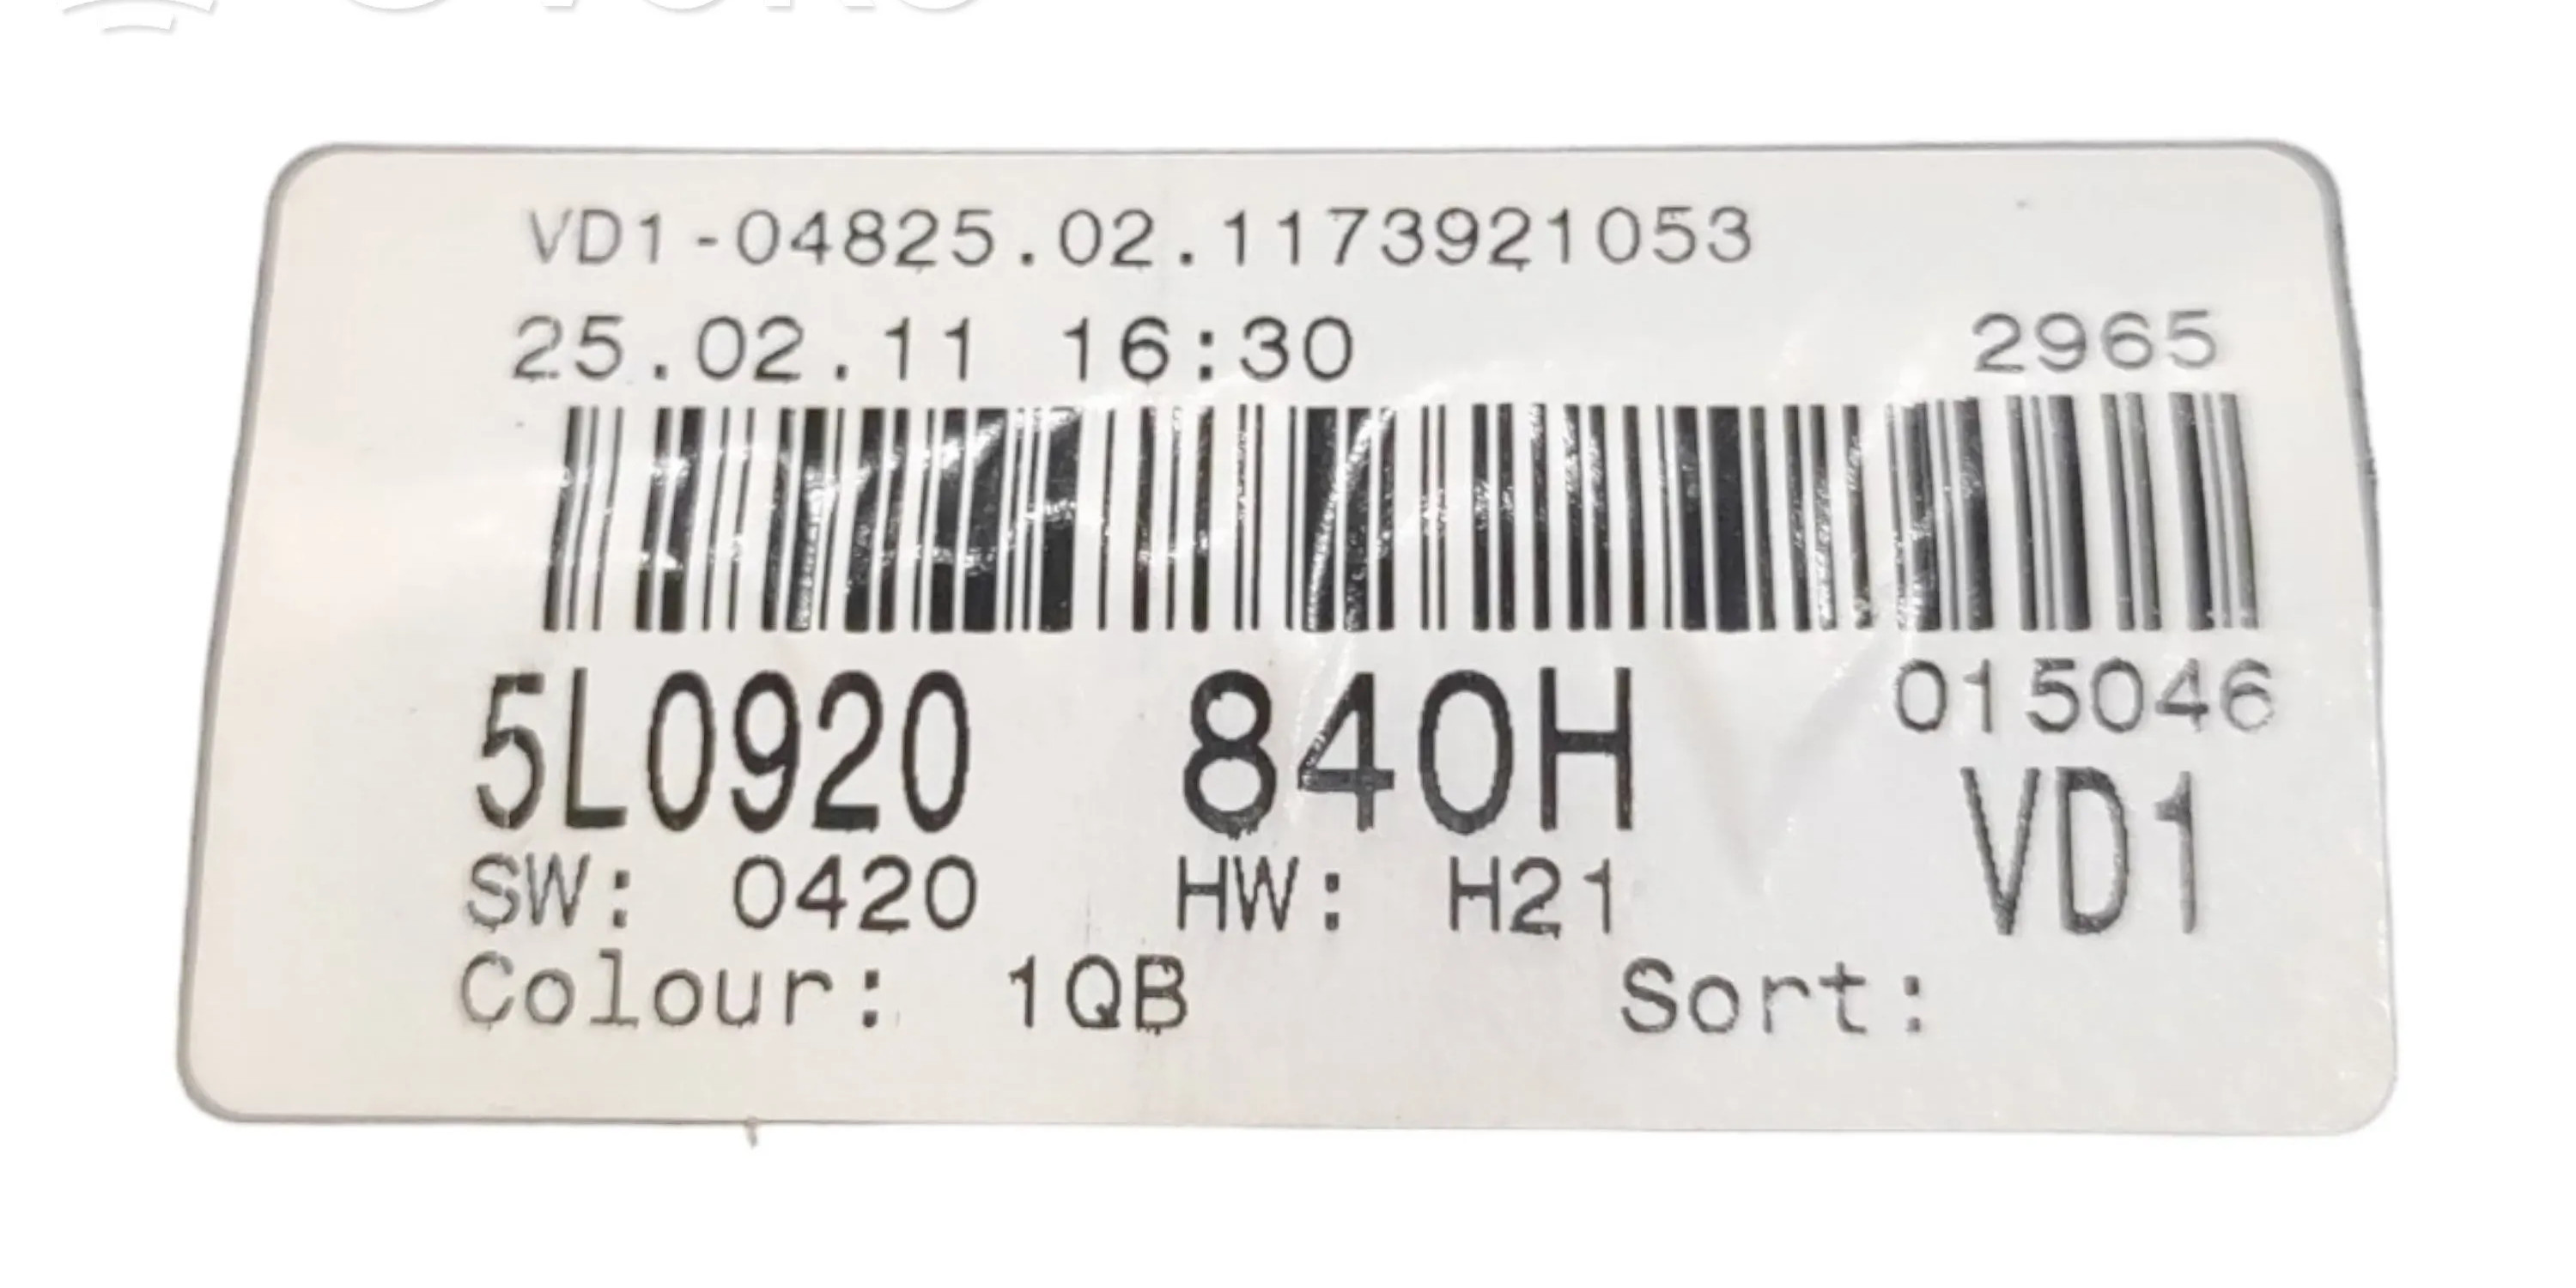 VD1-04825.02.1173921053
25.02.11 16:30 2965
5L0920 840H 015046
SW: 0420 HW: H21 VD1
Colour: 1QB Sort: